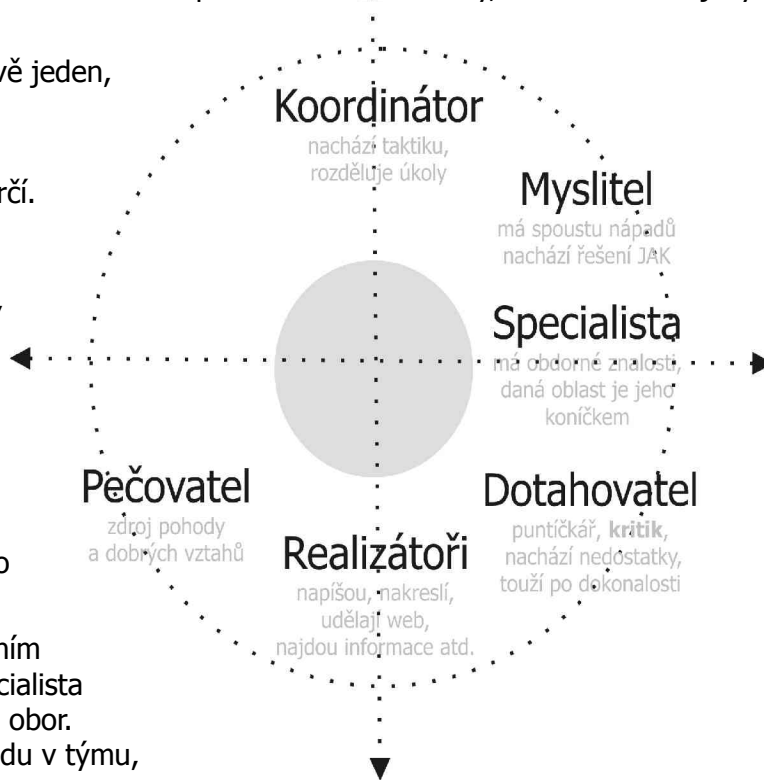 vě jeden,
rčí.
o
ním
cialista
obor.
du v týmu,
Koordinátor
nachází taktiku,
rozděluje úkoly
Myslitel
má spoustu nápadů
nachází řešení JAK
Specialista
má obdorné znalosti,
daná oblast je jeho
koníčkem
Dotahovatel
puntíčkář, kritik,
nachází nedostatky,
touží po dokonalosti
Realizátoři
napíšou, nakreslí,
udělají web,
najdou informace atd.
Pečovatel
zdroj pohody
a dobrých vztahů